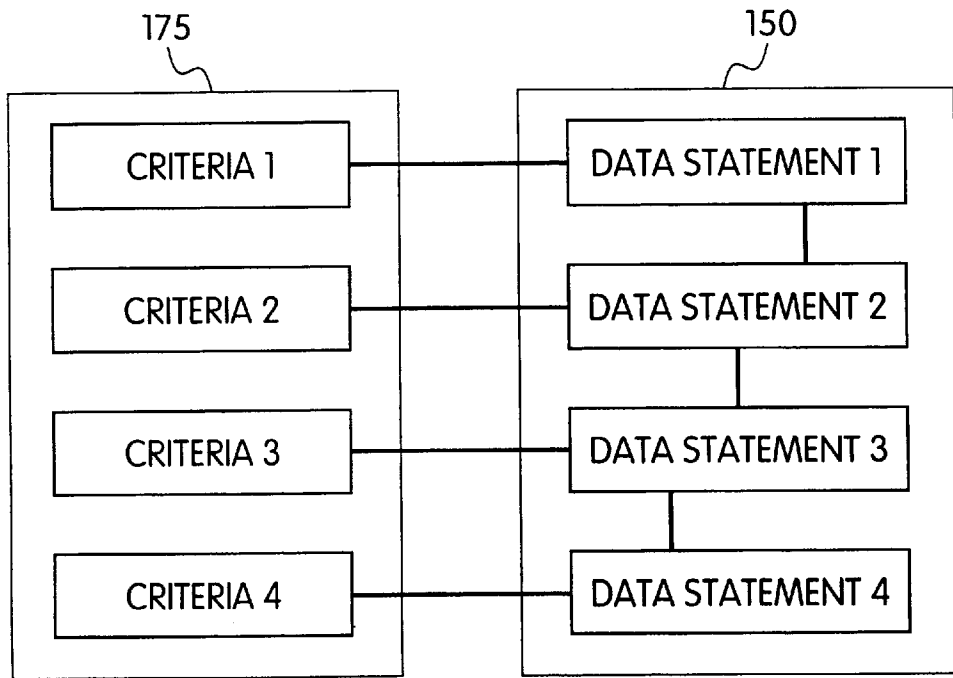 175
150
CRITERIA 1
DATA STATEMENT 1
CRITERIA 2
DATA STATEMENT 2
CRITERIA 3
DATA STATEMENT 3
CRITERIA 4
DATA STATEMENT 4